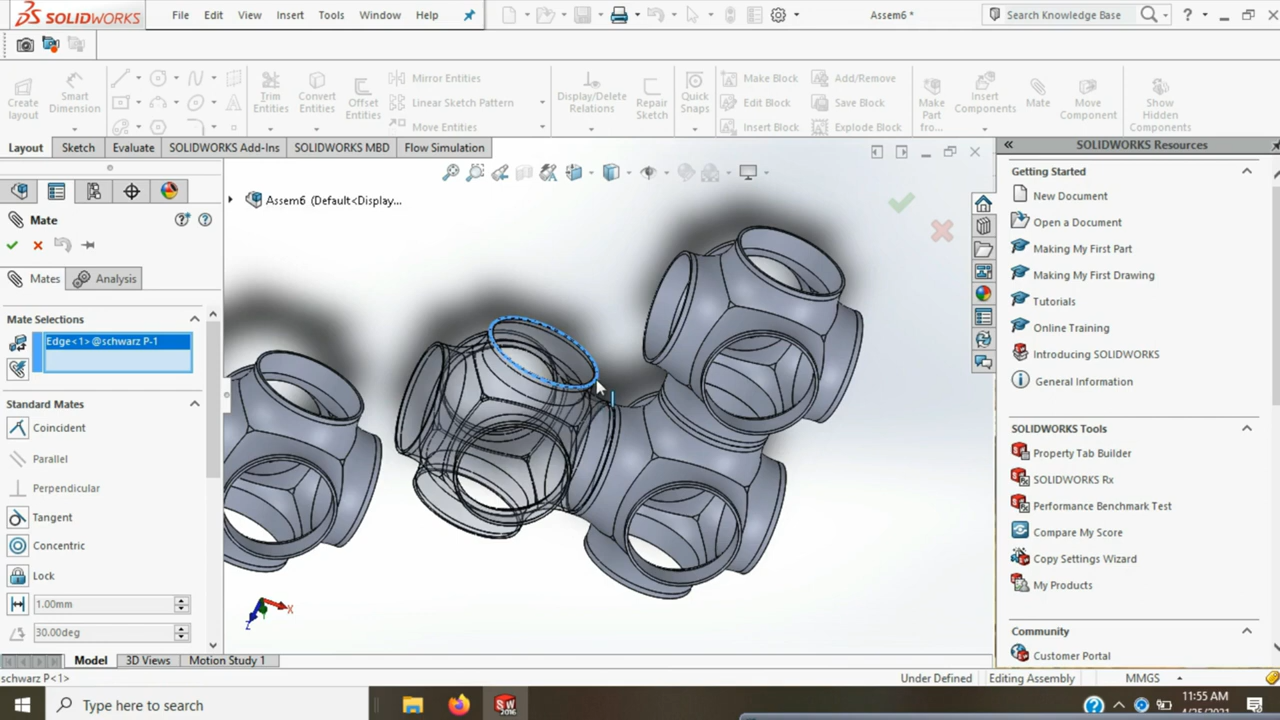 SOLIDWORKS
File Edit View Insert Tools Window Help
Assem6 *
Search Knowledge Base
?
Create layout
Smart Dimension
Trim Entities
Convert Entities
Offset Entities
Mirror Entities
Linear Sketch Pattern
Move Entities
Display/Delete Relations
Repair Sketch
Quick Snaps
Make Block
Edit Block
Insert Block
Add/Remove
Save Block
Explode Block
Make Part fro...
Insert Components
Mate
Move Component
Show Hidden Components
Layout Sketch Evaluate SOLIDWORKS Add-Ins SOLIDWORKS MBD Flow Simulation
SOLIDWORKS Resources
Assem6 (Default<Display...
Mate
Mates Analysis
Mate Selections
Edge<1>@schwarz P-1
Standard Mates
Coincident
Parallel
Perpendicular
Tangent
Concentric
Lock
1.00mm
30.00deg
X
Z
Getting Started
New Document
Open a Document
Making My First Part
Making My First Drawing
Tutorials
Online Training
Introducing SOLIDWORKS
General Information
SOLIDWORKS Tools
Property Tab Builder
SOLIDWORKS Rx
Performance Benchmark Test
Compare My Score
Copy Settings Wizard
My Products
Community
Customer Portal
Model 3D Views Motion Study 1
schwarz P<1>
Under Defined Editing Assembly MMGS
Type here to search
SW
2016
11:55 AM